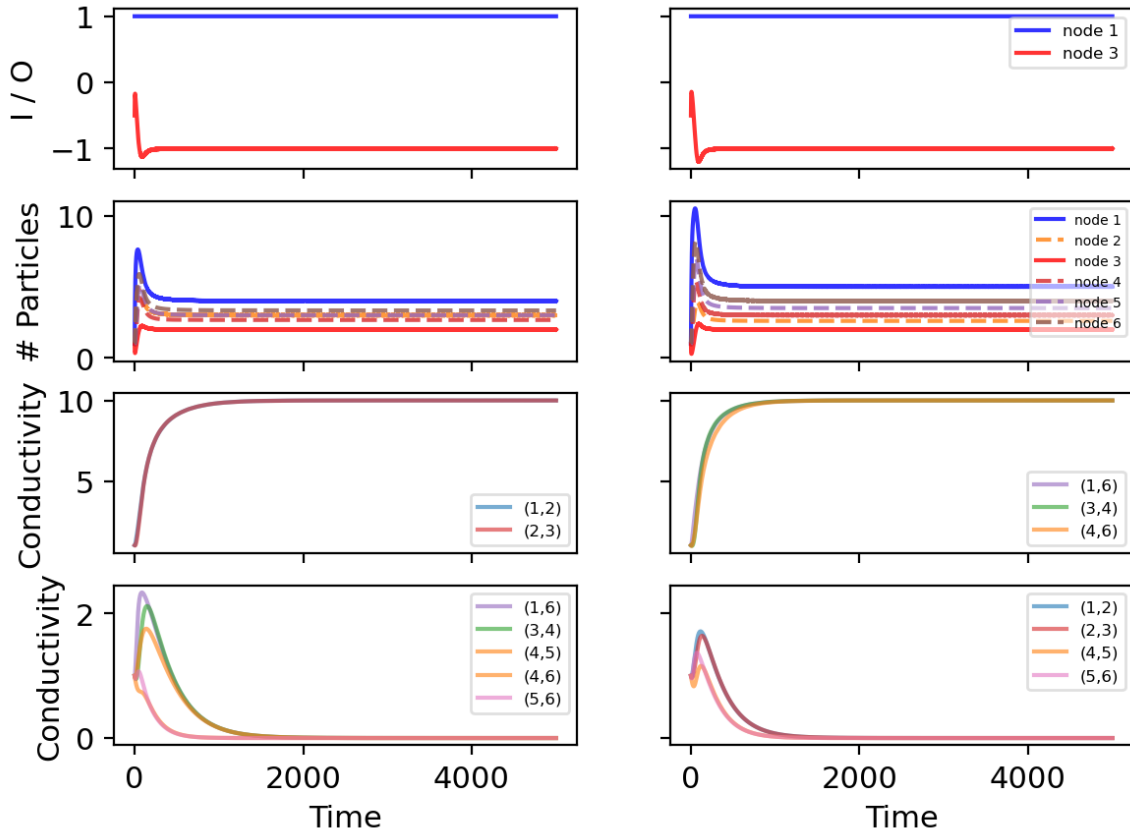 I / O
1
0
−1
node 1
node 3
# Particles
10
0
node 1
node 2
node 3
node 4
node 5
node 6
Conductivity
10
5
(1,2)
(2,3)
(1,6)
(3,4)
(4,6)
Conductivity
2
0
(1,6)
(3,4)
(4,5)
(4,6)
(5,6)
(1,2)
(2,3)
(4,5)
(5,6)
0
2000
4000
0
2000
4000
Time
Time